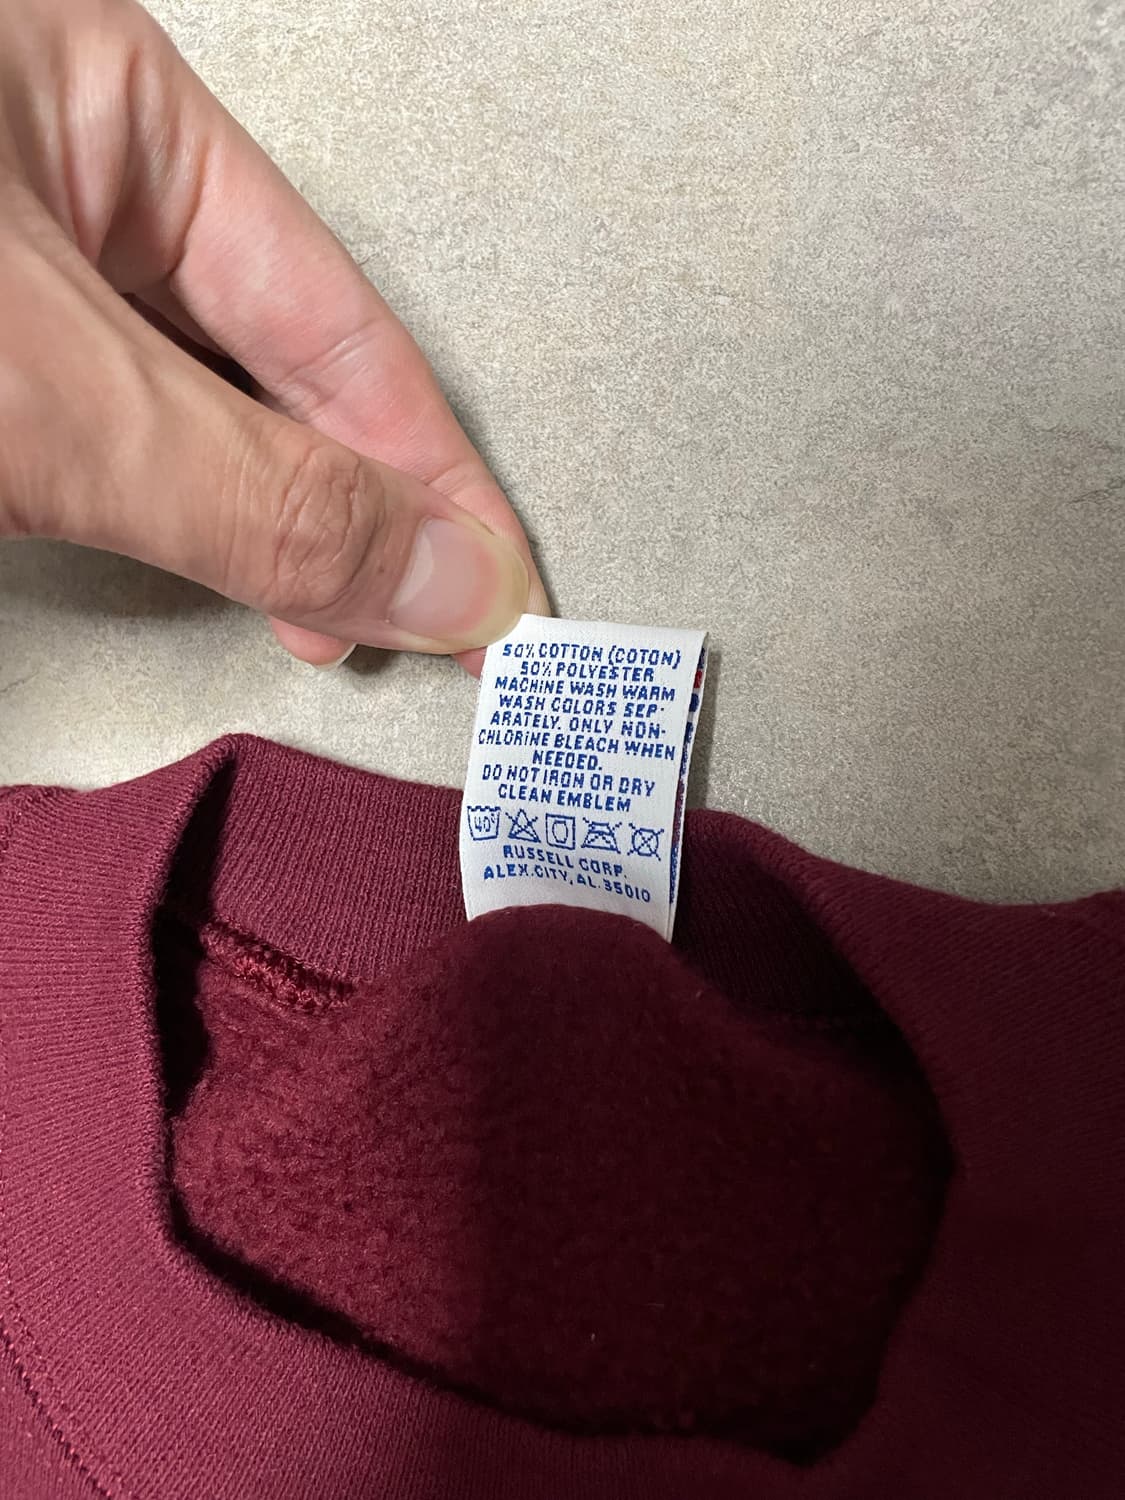 50% COTTON (COTON)
50% POLYESTER
MACHINE WASH WARM
WASH COLORS SEP-
ARATELY. ONLY NON-
CHLORINE BLEACH WHEN
NEEDED.
DO NOT IRON OR DRY
CLEAN EMBLEM
40°
RUSSELL CORP.
ALEX.CITY, AL. 35010